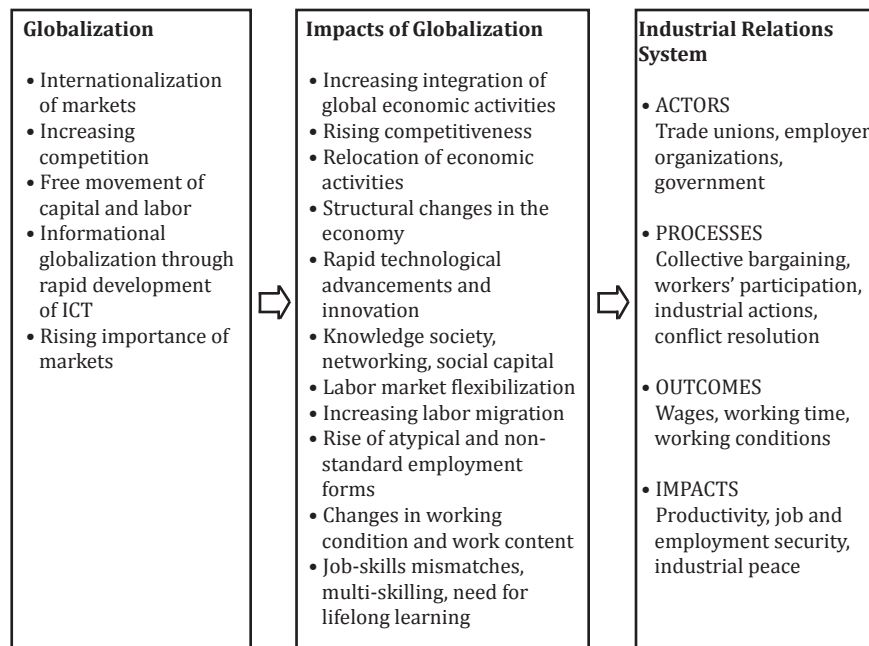 Globalization
• Internationalization
of markets
• Increasing
competition
• Free movement of
capital and labor
• Informational
globalization through
rapid development
of ICT
• Rising importance of
markets
Impacts of Globalization
• Increasing integration of
global economic activities
• Rising competitiveness
• Relocation of economic
activities
• Structural changes in the
economy
• Rapid technological
advancements and
innovation
• Knowledge society,
networking, social capital
• Labor market flexibilization
• Increasing labor migration
• Rise of atypical and non-
standard employment
forms
• Changes in working
condition and work content
• Job-skills mismatches,
multi-skilling, need for
lifelong learning
Industrial Relations
System
• ACTORS
Trade unions, employer
organizations,
government
• PROCESSES
Collective bargaining,
workers’ participation,
industrial actions,
conflict resolution
• OUTCOMES
Wages, working time,
working conditions
• IMPACTS
Productivity, job and
employment security,
industrial peace